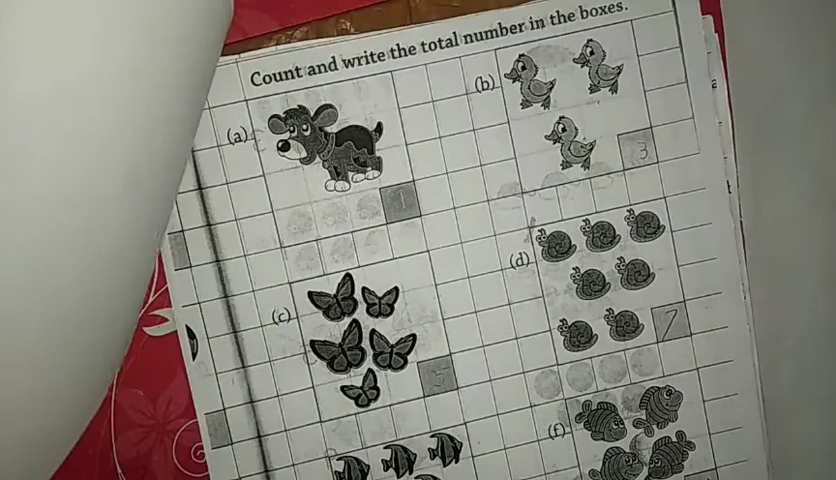 Count and write the total number in the boxes.
(a)
1
(b)
3
(c)
5
(d)
7
(f)